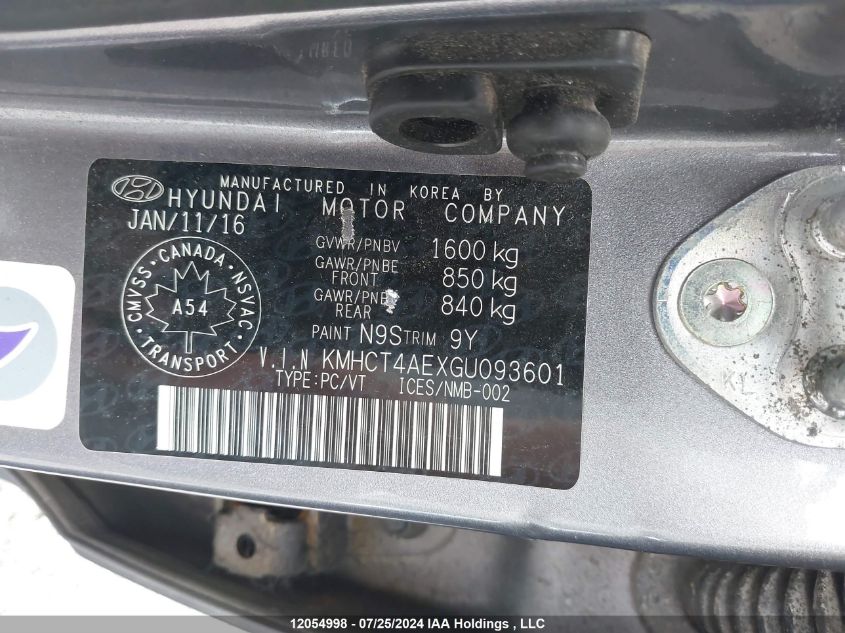 MANUFACTURED IN KOREA BY
HYUNDAI MOTOR COMPANY
JAN/11/16
GVWR/PNBV 1600 kg
GAWR/PNBE FRONT 850 kg
GAWR/PNBE REAR 840 kg
PAINT N9S TRIM 9Y
CMVSS · CANADA · NSVAC · TRANSPORT
A54
V.I.N KMHCT4AEXGU093601
TYPE:PC/VT ICES/NMB-002
KL
12054998 - 07/25/2024 IAA Holdings , LLC